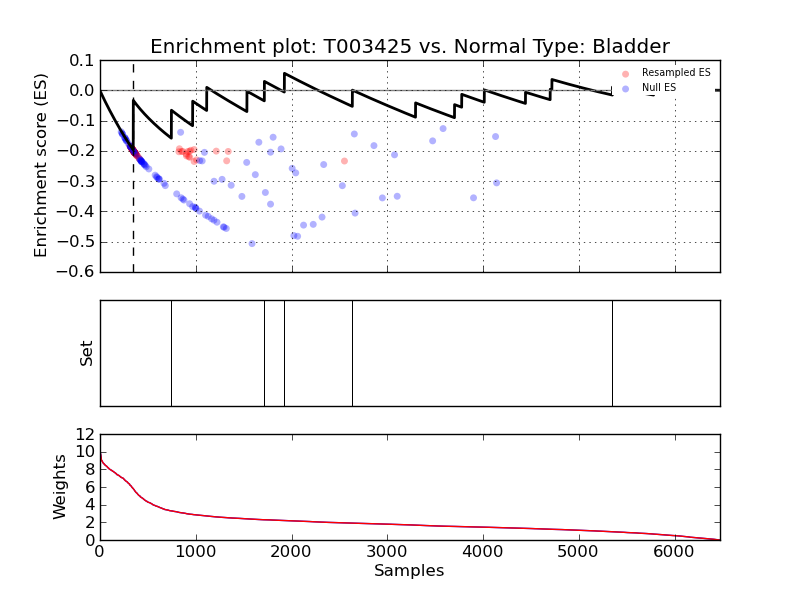 Enrichment plot: T003425 vs. Normal Type: Bladder
Enrichment score (ES)
0.1
0.0
−0.1
−0.2
−0.3
−0.4
−0.5
−0.6
Resampled ES
Null ES
Set
Weights
12
10
8
6
4
2
0
0 1000 2000 3000 4000 5000 6000
Samples